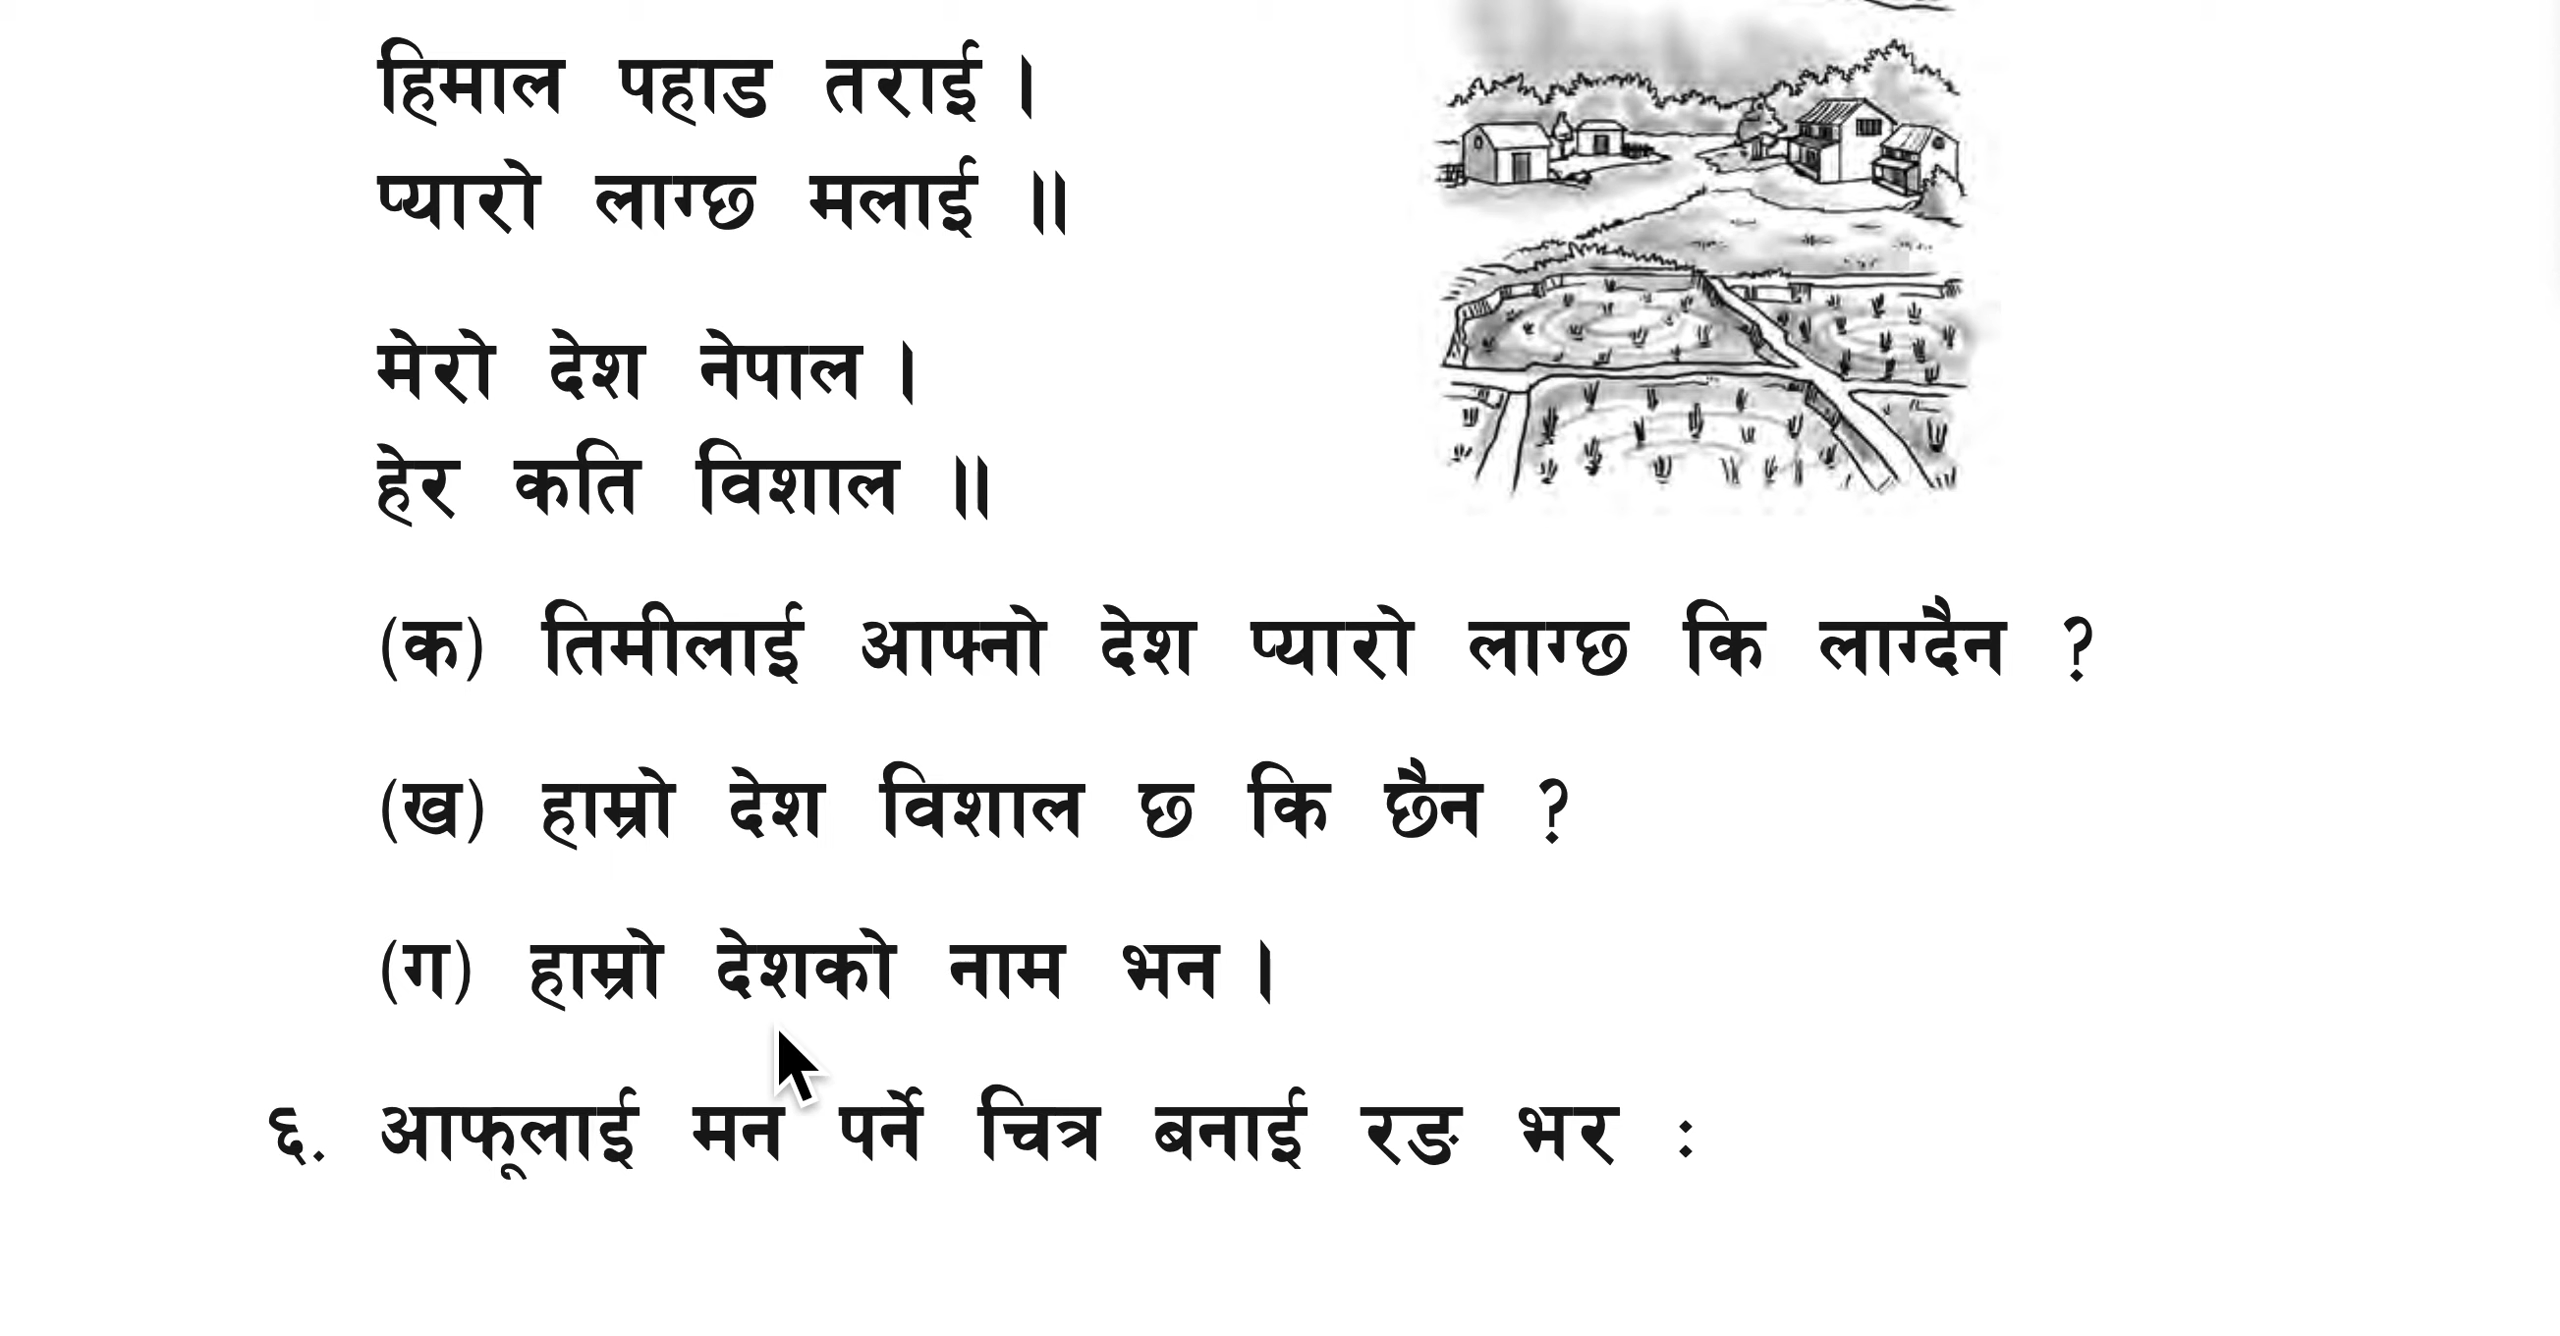 हिमाल पहाड तराई ।
प्यारो लाग्छ मलाई ॥
मेरो देश नेपाल ।
हेर कति विशाल ॥
(क) तिमीलाई आफ्नो देश प्यारो लाग्छ कि लाग्दैन ?
(ख) हाम्रो देश विशाल छ कि छैन ?
(ग) हाम्रो देशको नाम भन ।
६. आफूलाई मन पर्ने चित्र बनाई रङ भर :